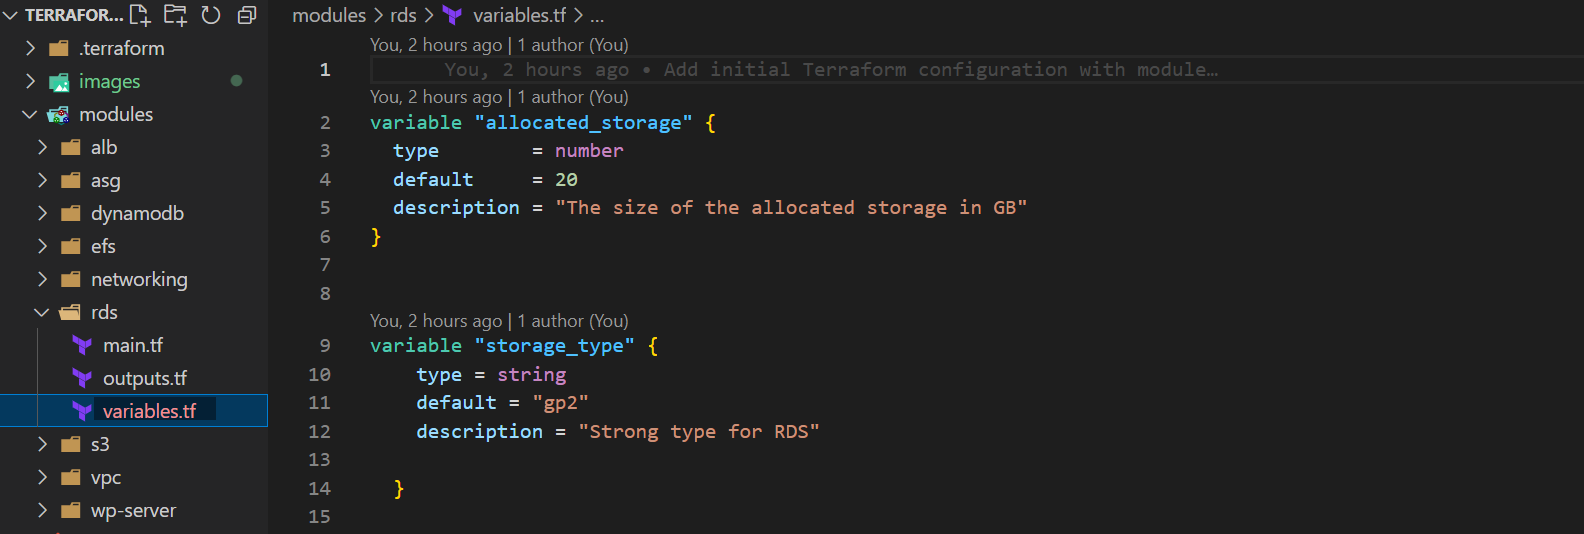 TERRAFOR...
.terraform
images
modules
alb
asg
dynamodb
efs
networking
rds
main.tf
outputs.tf
variables.tf
s3
vpc
wp-server
modules > rds > variables.tf > ...
You, 2 hours ago | 1 author (You)
1 You, 2 hours ago • Add initial Terraform configuration with module…
You, 2 hours ago | 1 author (You)
2 variable "allocated_storage" {
3 type = number
4 default = 20
5 description = "The size of the allocated storage in GB"
6 }
7
8
You, 2 hours ago | 1 author (You)
9 variable "storage_type" {
10 type = string
11 default = "gp2"
12 description = "Strong type for RDS"
13
14 }
15